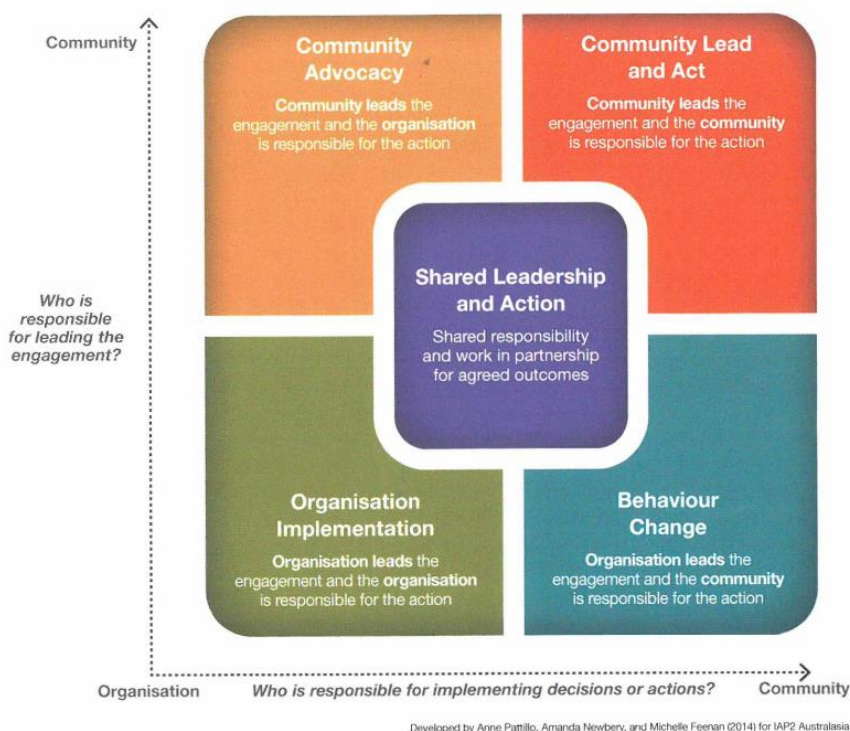 Community
Community
Advocacy
Community leads the
engagement and the organisation
is responsible for the action
Community Lead
and Act
Community leads the
engagement and the community
is responsible for the action
Who is
responsible
for leading the
engagement?
Shared Leadership
and Action
Shared responsibility
and work in partnership
for agreed outcomes
Organisation
Implementation
Organisation leads the
engagement and the organisation
is responsible for the action
Behaviour
Change
Organisation leads the
engagement and the community
is responsible for the action
Organisation
Who is responsible for implementing decisions or actions?
Community
Developed by Anne Pattillo, Amanda Newbery, and Michelle Feenan (2014) for IAP2 Australasia